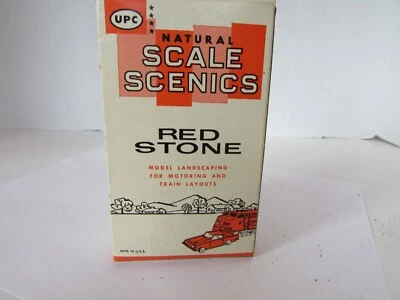 UPC
NATURAL
SCALE
SCENICS
RED
STONE
MODEL LANDSCAPING
FOR MOTORING AND
TRAIN LAYOUTS
MADE IN U.S.A.